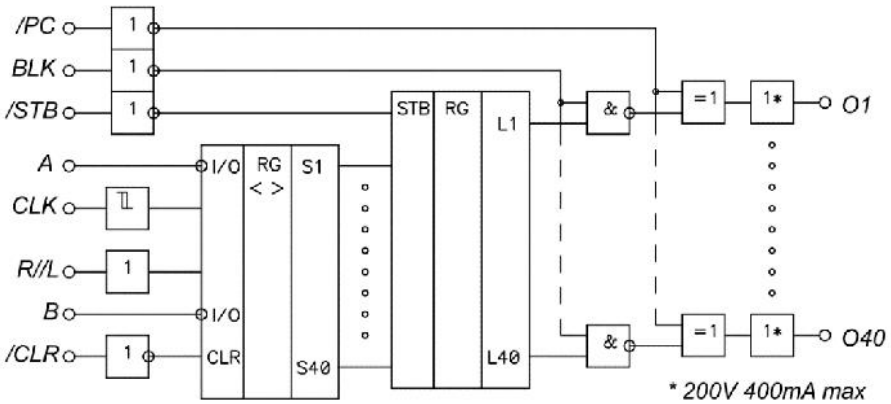 /PC 1
BLK 1
/STB 1 STB RG L1 & =1 1* O1
A I/O RG S1
< >
CLK
R//L 1
B I/O
/CLR 1 CLR S40 L40 & =1 1* O40
* 200V 400mA max